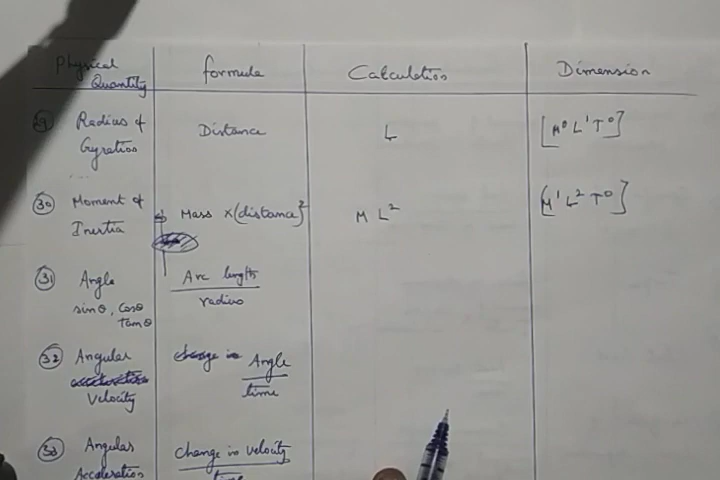 Physical Quantity | formula | Calculation | Dimension
29 Radius of Gyration | Distance | L | [M⁰ L¹ T⁰]
30 Moment of Inertia | Mass × (distance)² | M L² | [M¹ L² T⁰]
31 Angle sinθ, cosθ tanθ | Arc length / radius
32 Angular Velocity | Angle / time
33 Angular Acceleration | change in velocity / time